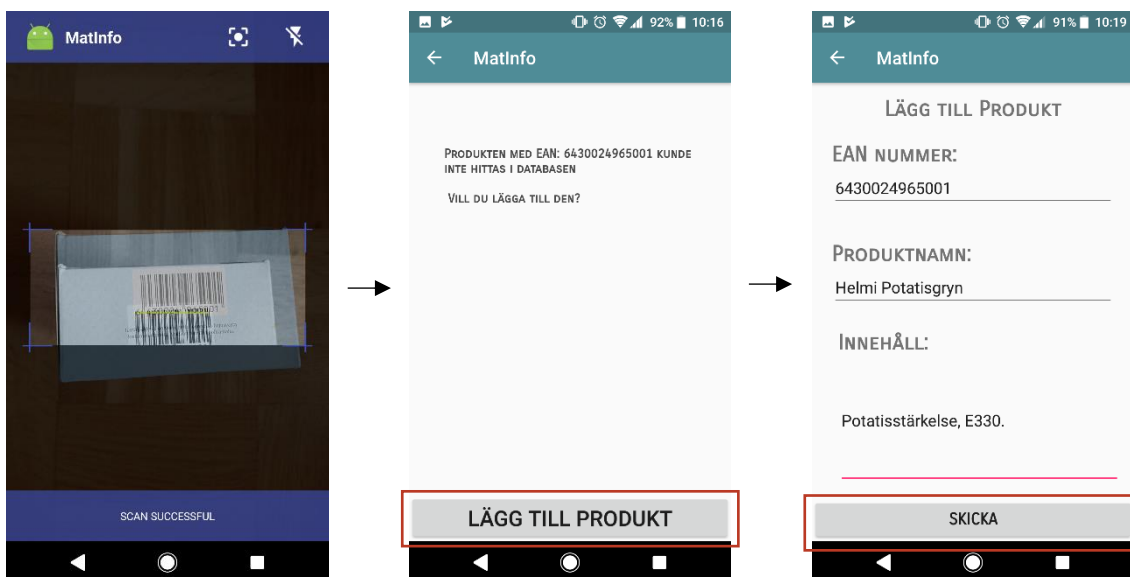 MatInfo
SCAN SUCCESSFUL
92% 10:16
MatInfo
PRODUKTEN MED EAN: 6430024965001 KUNDE
INTE HITTAS I DATABASEN
VILL DU LÄGGA TILL DEN?
LÄGG TILL PRODUKT
91% 10:19
MatInfo
LÄGG TILL PRODUKT
EAN NUMMER:
6430024965001
PRODUKTNAMN:
Helmi Potatisgryn
INNEHÅLL:
Potatisstärkelse, E330.
SKICKA